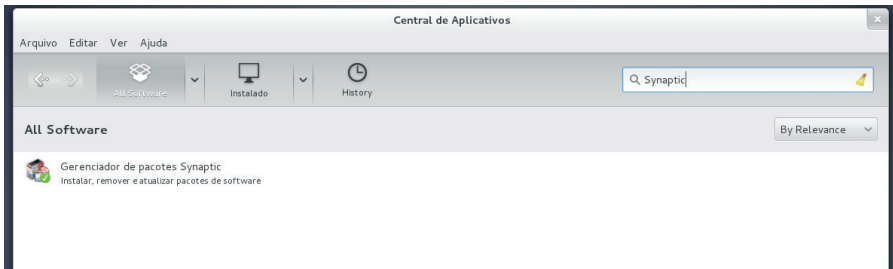 Central de Aplicativos
Arquivo Editar Ver Ajuda
All Software Instalado History Synaptic
All Software By Relevance
Gerenciador de pacotes Synaptic
Instalar, remover e atualizar pacotes de software